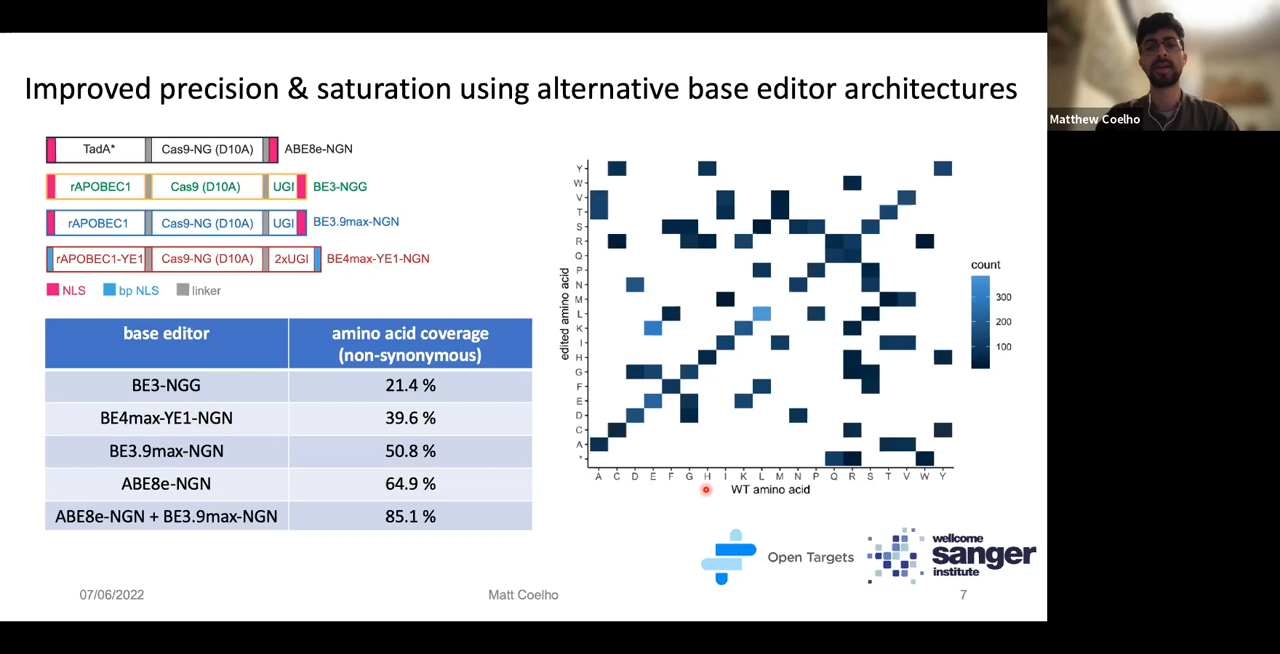 Improved precision & saturation using alternative base editor architectures
Matthew Coelho
TadA* Cas9-NG (D10A) ABE8e-NGN
rAPOBEC1 Cas9 (D10A) UGI BE3-NGG
rAPOBEC1 Cas9-NG (D10A) UGI BE3.9max-NGN
rAPOBEC1-YE1 Cas9-NG (D10A) 2xUGI BE4max-YE1-NGN
NLS bp NLS linker
base editor amino acid coverage
(non-synonymous)
BE3-NGG 21.4 %
BE4max-YE1-NGN 39.6 %
BE3.9max-NGN 50.8 %
ABE8e-NGN 64.9 %
ABE8e-NGN + BE3.9max-NGN 85.1 %
edited amino acid
Y
W
V
T
S
R
Q
P
N
M
L
K
I
H
G
F
E
D
C
A
*
A C D E F G H I K L M N P Q R S T V W Y
WT amino acid
count
300
200
100
Open Targets
wellcome
sanger
institute
07/06/2022 Matt Coelho 7